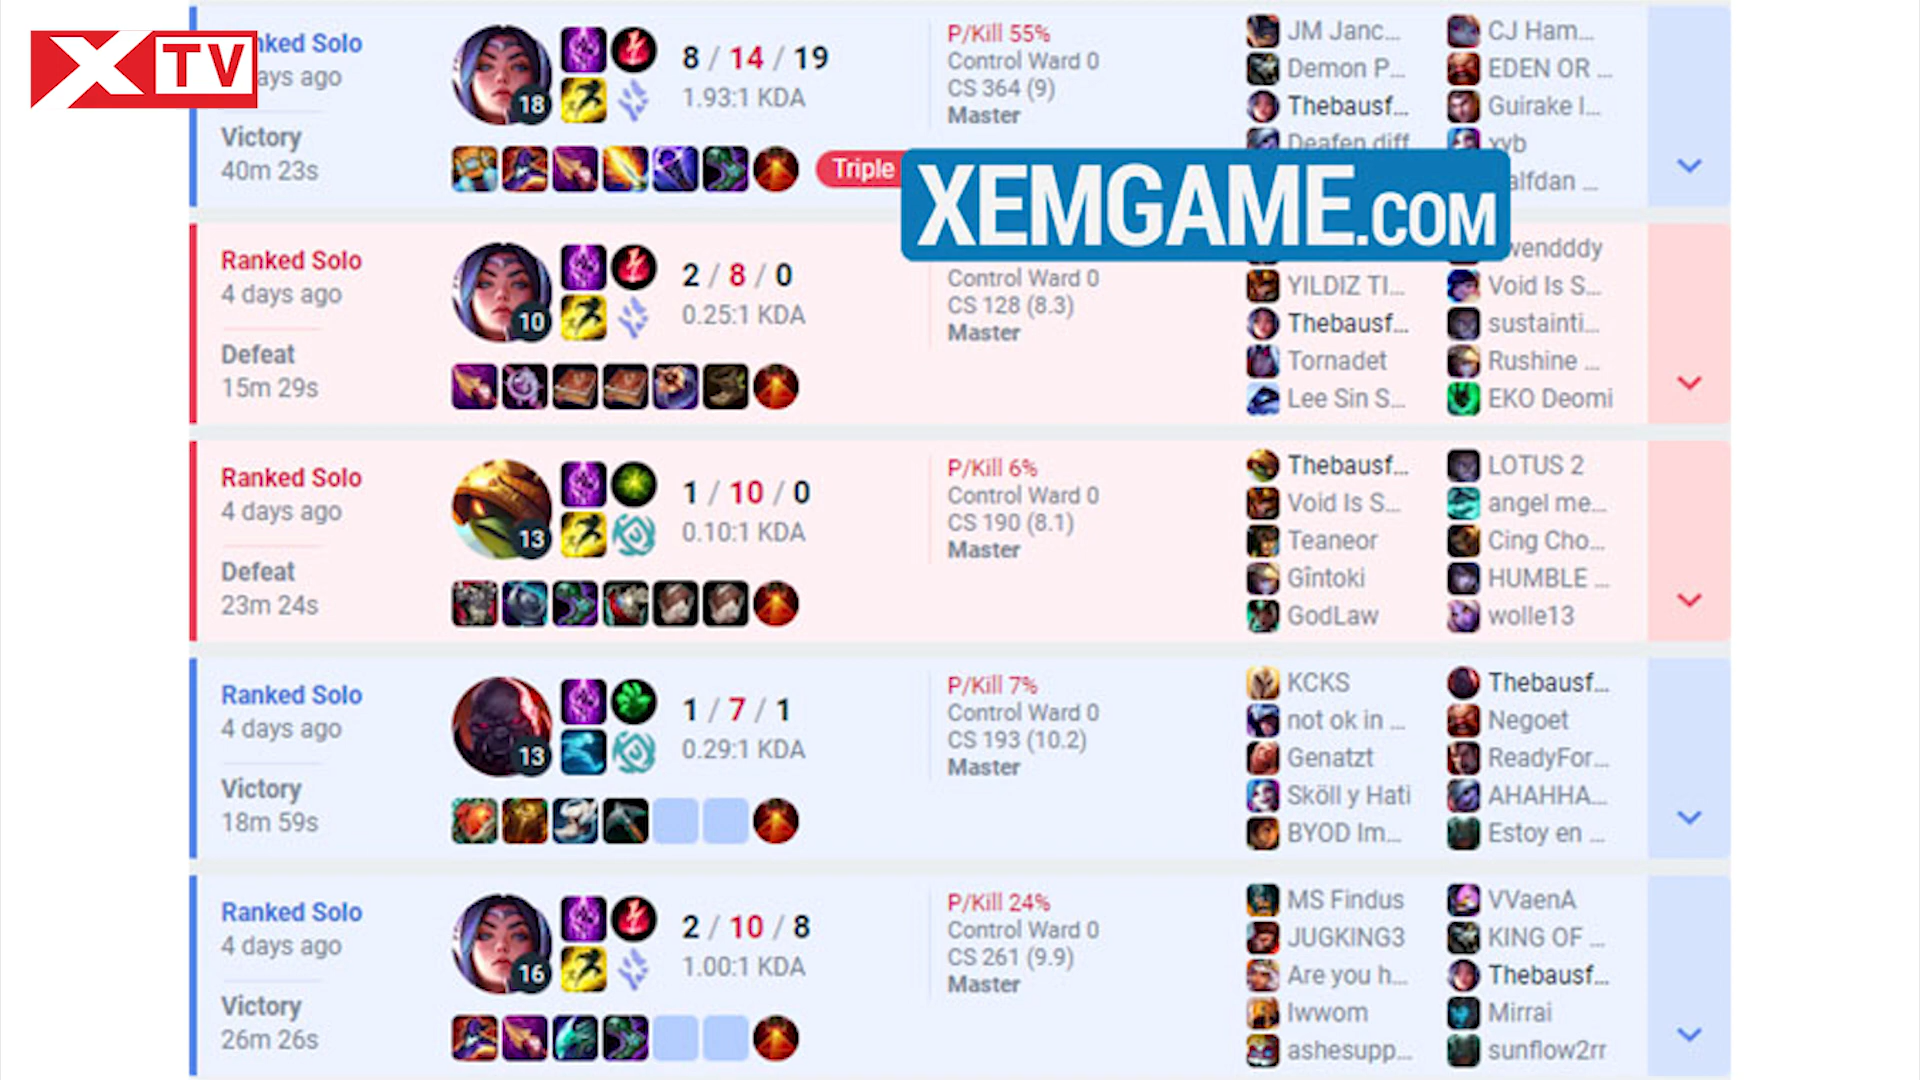 XTV
nked Solo
ays ago
Victory
40m 23s
18
8 / 14 / 19
1.93:1 KDA
Triple
P/Kill 55%
Control Ward 0
CS 364 (9)
Master
JM Janc...
Demon P...
Thebausf...
Deafen diff
CJ Ham...
EDEN OR ...
Guirake I...
xyb
alfdan ...
XEMGAME.COM
Ranked Solo
4 days ago
Defeat
15m 29s
10
2 / 8 / 0
0.25:1 KDA
Control Ward 0
CS 128 (8.3)
Master
YILDIZ TI...
Thebausf...
Tornadet
Lee Sin S...
wendddy
Void Is S...
sustainti...
Rushine ...
EKO Deomi
Ranked Solo
4 days ago
Defeat
23m 24s
13
1 / 10 / 0
0.10:1 KDA
P/Kill 6%
Control Ward 0
CS 190 (8.1)
Master
Thebausf...
Void Is S...
Teaneor
Gîntoki
GodLaw
LOTUS 2
angel me...
Cing Cho...
HUMBLE ...
wolle13
Ranked Solo
4 days ago
Victory
18m 59s
13
1 / 7 / 1
0.29:1 KDA
P/Kill 7%
Control Ward 0
CS 193 (10.2)
Master
KCKS
not ok in ...
Genatzt
Sköll y Hati
BYOD Im...
Thebausf...
Negoet
ReadyFor...
AHAHHA...
Estoy en ...
Ranked Solo
4 days ago
Victory
26m 26s
16
2 / 10 / 8
1.00:1 KDA
P/Kill 24%
Control Ward 0
CS 261 (9.9)
Master
MS Findus
JUGKING3
Are you h...
Iwwom
ashesupp...
VVaenA
KING OF ...
Thebausf...
Mirrai
sunflow2rr